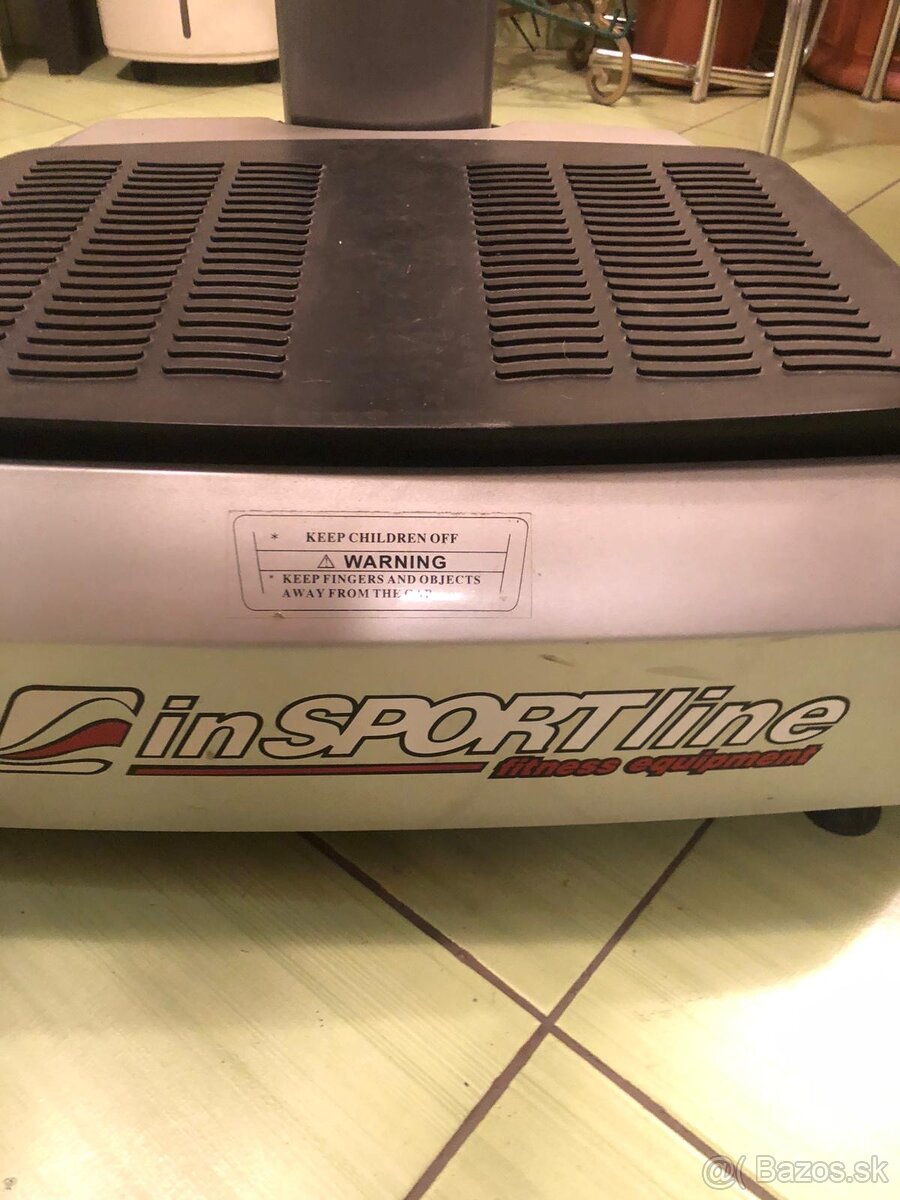 * KEEP CHILDREN OFF
⚠ WARNING
* KEEP FINGERS AND OBJECTS
AWAY FROM THE
inSPORTline
fitness equipment
@( Bazos.sk